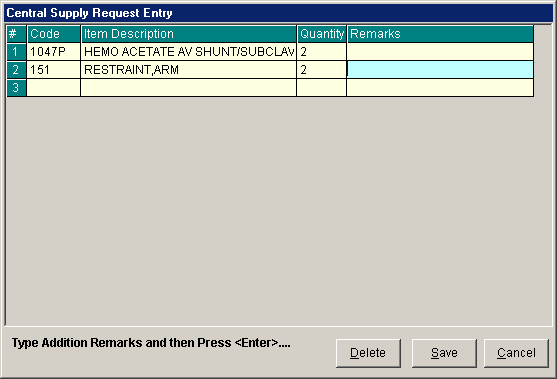 Central Supply Request Entry
# Code Item Description Quantity Remarks
1 1047P HEMO ACETATE AV SHUNT/SUBCLAV 2
2 151 RESTRAINT,ARM 2
3
Type Addition Remarks and then Press <Enter>....
Delete Save Cancel